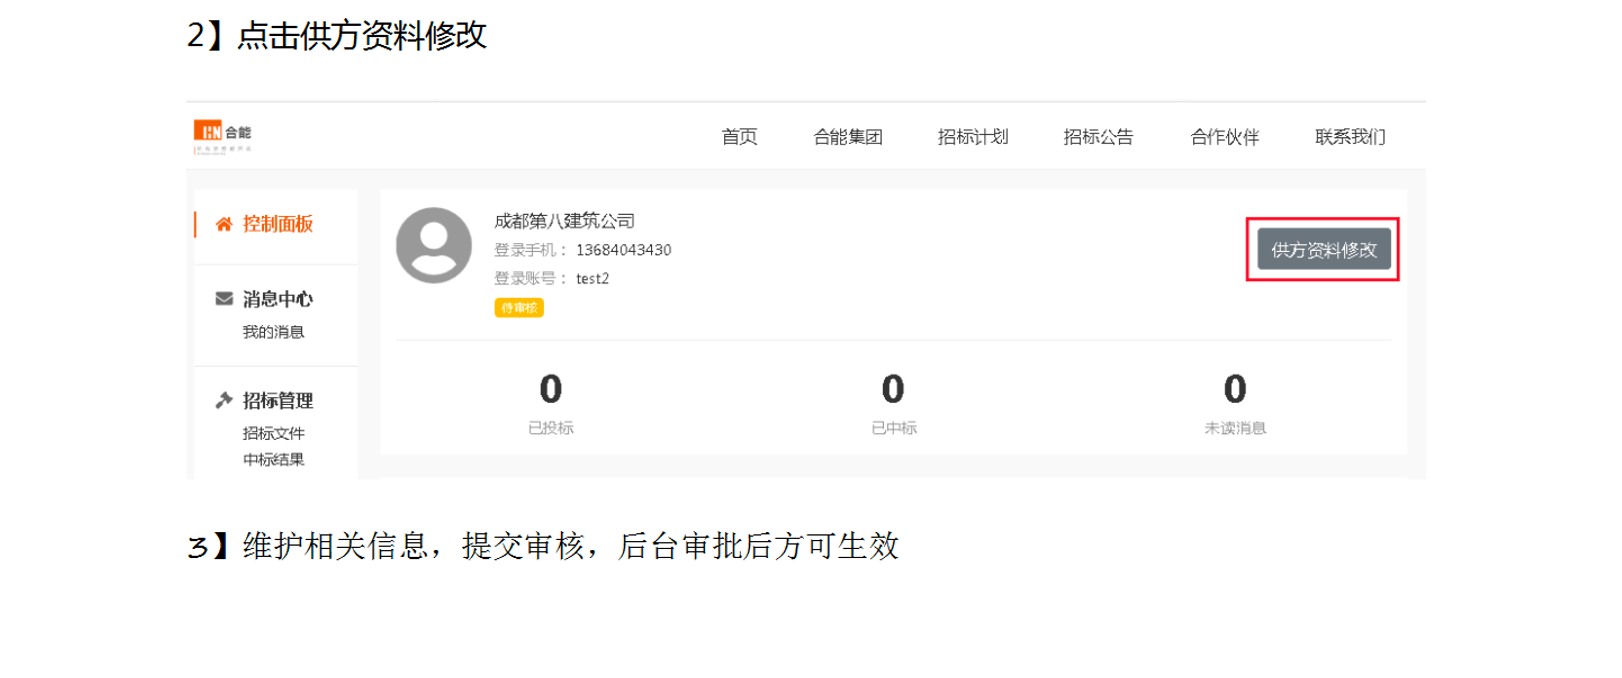 2】点击供方资料修改
合能
首页 合能集团 招标计划 招标公告 合作伙伴 联系我们
控制面板
消息中心
我的消息
招标管理
招标文件
中标结果
成都第八建筑公司
登录手机： 13684043430
登录账号： test2
待审核
供方资料修改
0 0 0
已投标 已中标 未读消息
3】维护相关信息，提交审核，后台审批后方可生效